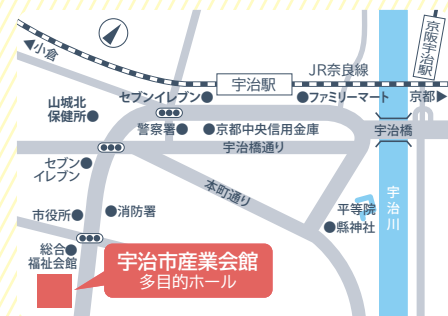 ◀小倉
京阪宇治駅
JR奈良線
宇治駅
セブンイレブン
ファミリーマート
京都▶
山城北
保健所
警察署
京都中央信用金庫
宇治橋
宇治橋通り
セブン
イレブン
本町通り
宇治川
平等院
縣神社
市役所
消防署
総合
福祉会館
宇治市産業会館
多目的ホール